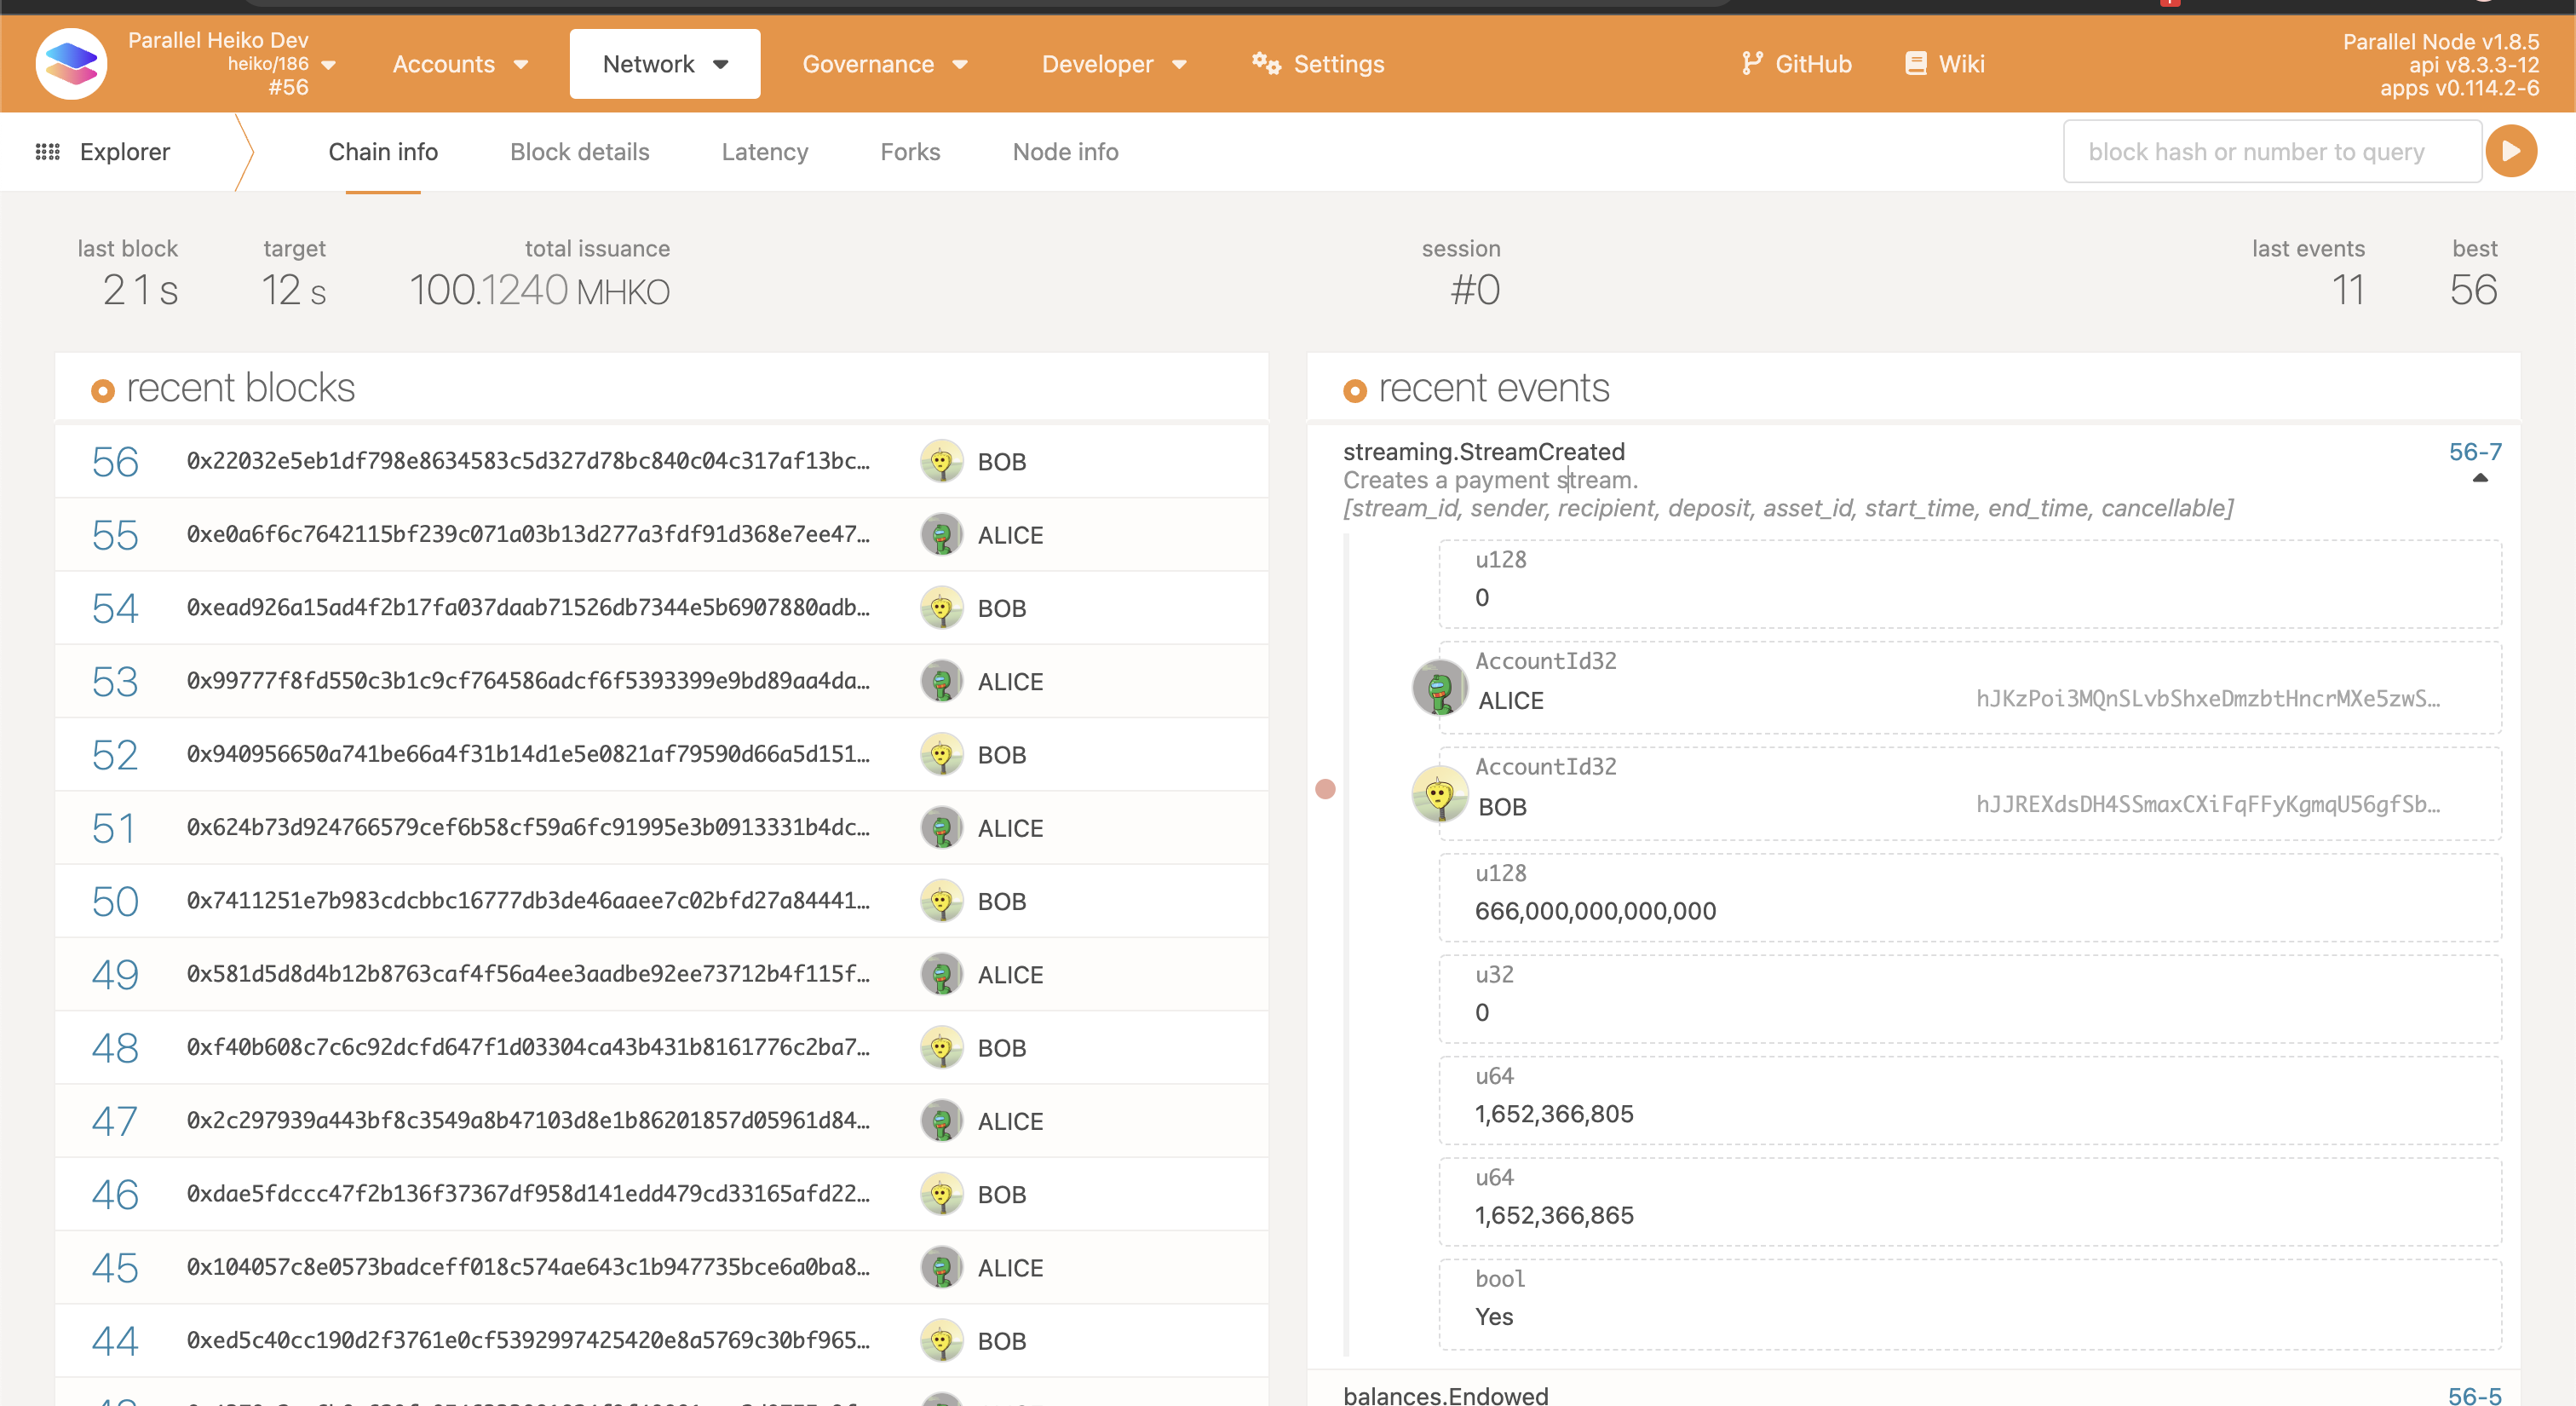 Parallel Heiko Dev
heiko/186
#56
Accounts
Network
Governance
Developer
Settings
GitHub
Wiki
Parallel Node v1.8.5
api v8.3.3-12
apps v0.114.2-6
Explorer
Chain info
Block details
Latency
Forks
Node info
block hash or number to query
last block
21 s
target
12 s
total issuance
100.1240 MHKO
session
#0
last events
11
best
56
recent blocks
56 0x22032e5eb1df798e8634583c5d327d78bc840c04c317af13bc... BOB
55 0xe0a6f6c7642115bf239c071a03b13d277a3fdf91d368e7ee47... ALICE
54 0xead926a15ad4f2b17fa037daab71526db7344e5b6907880adb... BOB
53 0x99777f8fd550c3b1c9cf764586adcf6f5393399e9bd89aa4da... ALICE
52 0x940956650a741be66a4f31b14d1e5e0821af79590d66a5d151... BOB
51 0x624b73d924766579cef6b58cf59a6fc91995e3b0913331b4dc... ALICE
50 0x7411251e7b983cdcbbc16777db3de46aaee7c02bfd27a84441... BOB
49 0x581d5d8d4b12b8763caf4f56a4ee3aadbe92ee73712b4f115f... ALICE
48 0xf40b608c7c6c92dcfd647f1d03304ca43b431b8161776c2ba7... BOB
47 0x2c297939a443bf8c3549a8b47103d8e1b86201857d05961d84... ALICE
46 0xdae5fdccc47f2b136f37367df958d141edd479cd33165afd22... BOB
45 0x104057c8e0573badceff018c574ae643c1b947735bce6a0ba8... ALICE
44 0xed5c40cc190d2f3761e0cf5392997425420e8a5769c30bf965... BOB
recent events
streaming.StreamCreated 56-7
Creates a payment stream.
[stream_id, sender, recipient, deposit, asset_id, start_time, end_time, cancellable]
u128
0
AccountId32
ALICE hJKzPoi3MQnSLvbShxeDmzbtHncrMXe5zwS...
AccountId32
BOB hJJREXdsDH4SSmaxCXiFqFFyKgmqU56gfSb...
u128
666,000,000,000,000
u32
0
u64
1,652,366,805
u64
1,652,366,865
bool
Yes
balances.Endowed 56-5